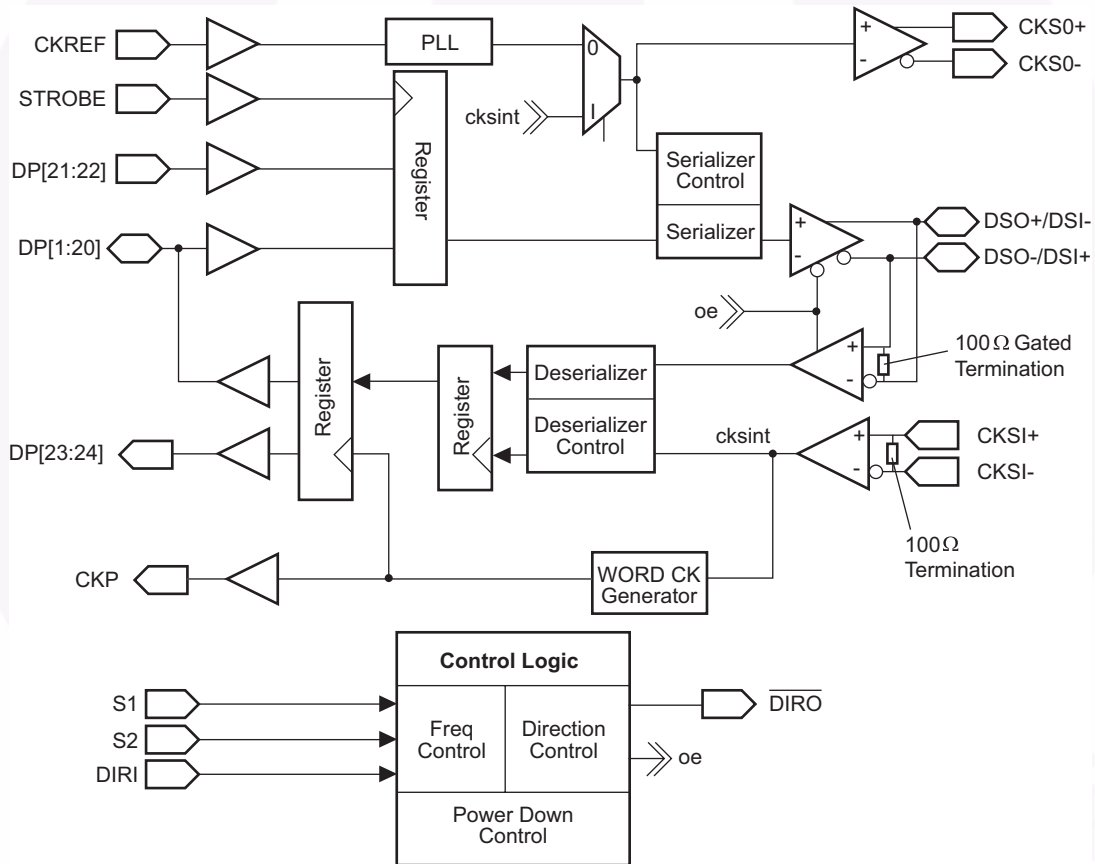 CKREF
PLL
0
+
-
CKS0+
CKS0-
STROBE
cksint
I
DP[21:22]
Register
Serializer
Control
Serializer
DP[1:20]
+
-
DSO+/DSI-
DSO-/DSI+
oe
+
-
100Ω Gated
Termination
Register
Register
Deserializer
Deserializer
Control
cksint
+
-
CKSI+
CKSI-
DP[23:24]
100Ω
Termination
CKP
WORD CK
Generator
Control Logic
S1
S2
DIRI
Freq
Control
Direction
Control
DIRO
oe
Power Down
Control